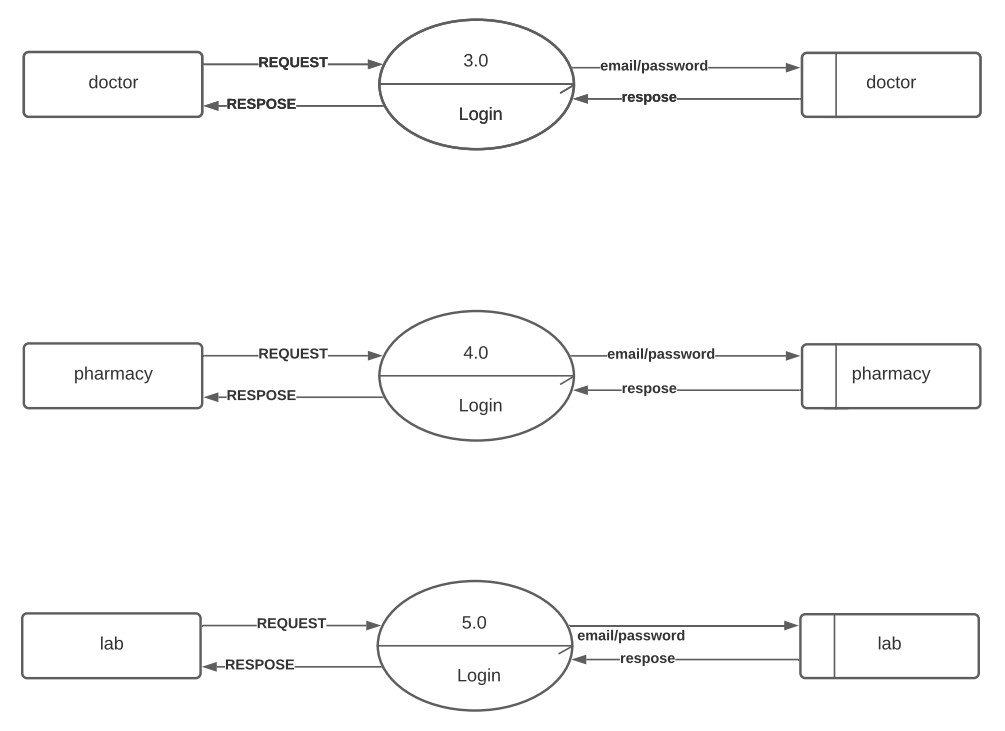 doctor
REQUEST
RESPOSE
3.0
Login
email/password
respose
doctor
pharmacy
REQUEST
RESPOSE
4.0
Login
email/password
respose
pharmacy
lab
REQUEST
RESPOSE
5.0
Login
email/password
respose
lab